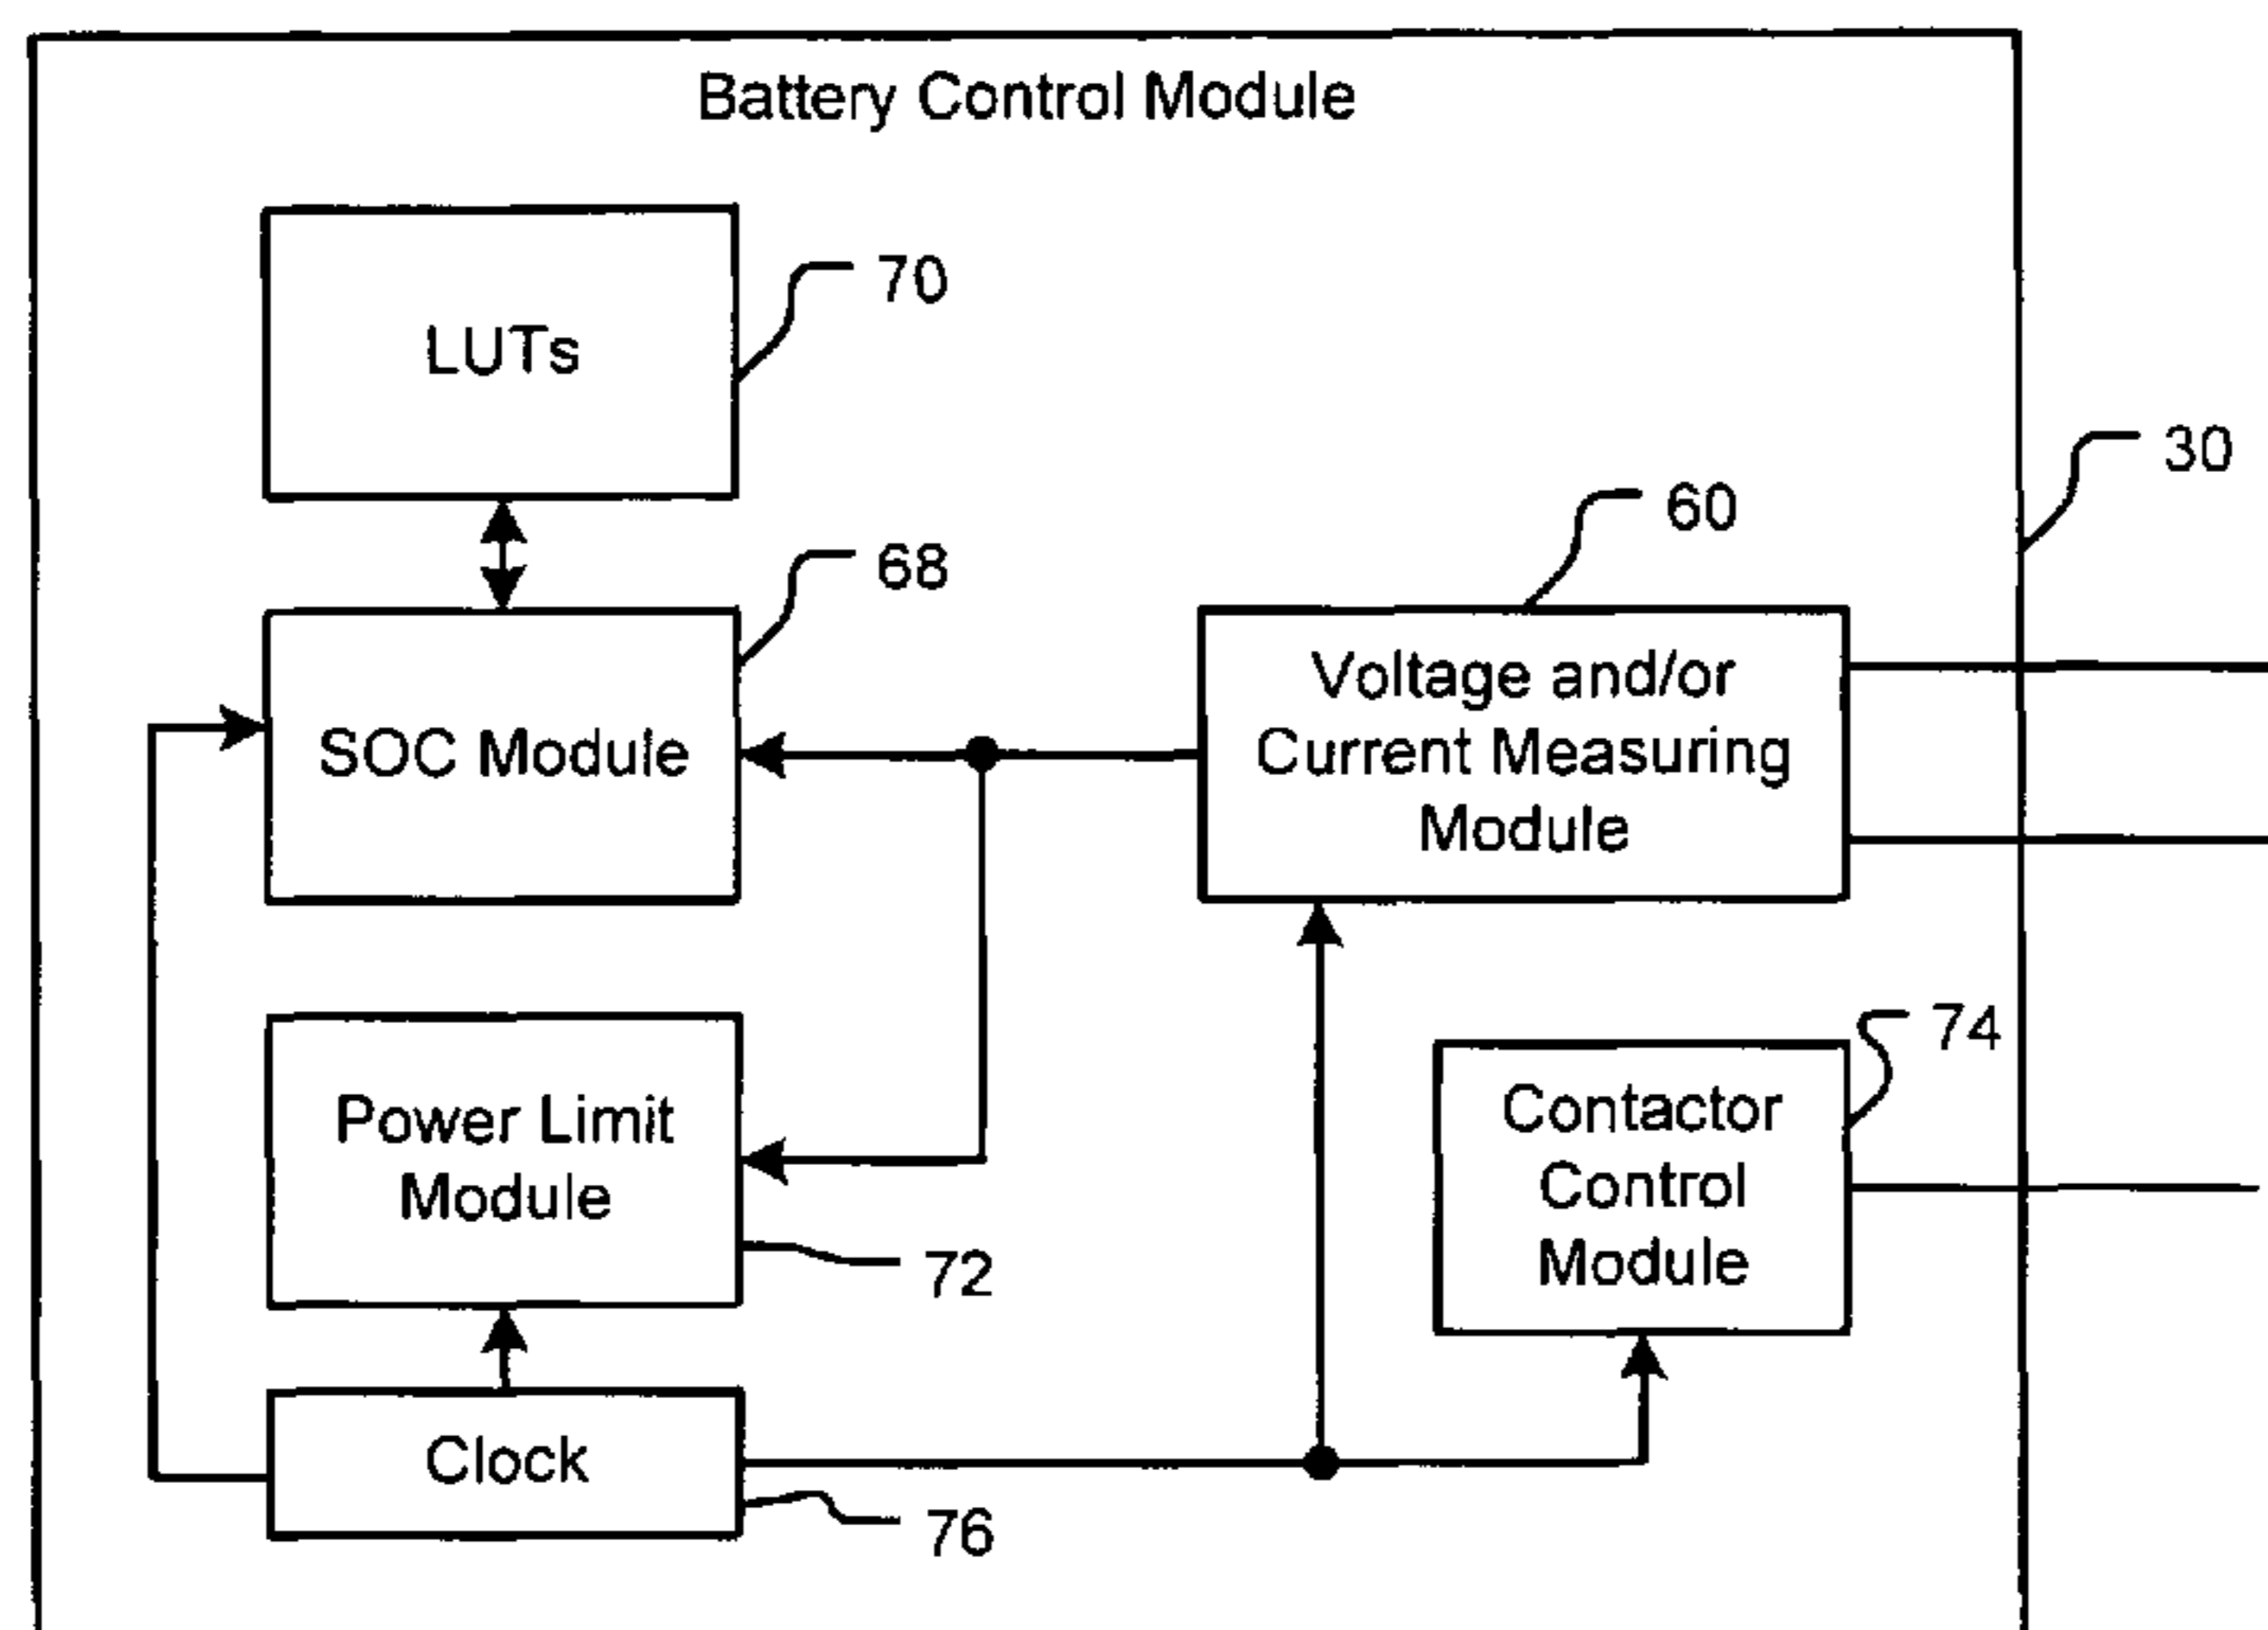 Battery Control Module
LUTs
70
30
60
68
Voltage and/or
Current Measuring
Module
SOC Module
74
Contactor
Control
Module
Power Limit
Module
72
Clock
76